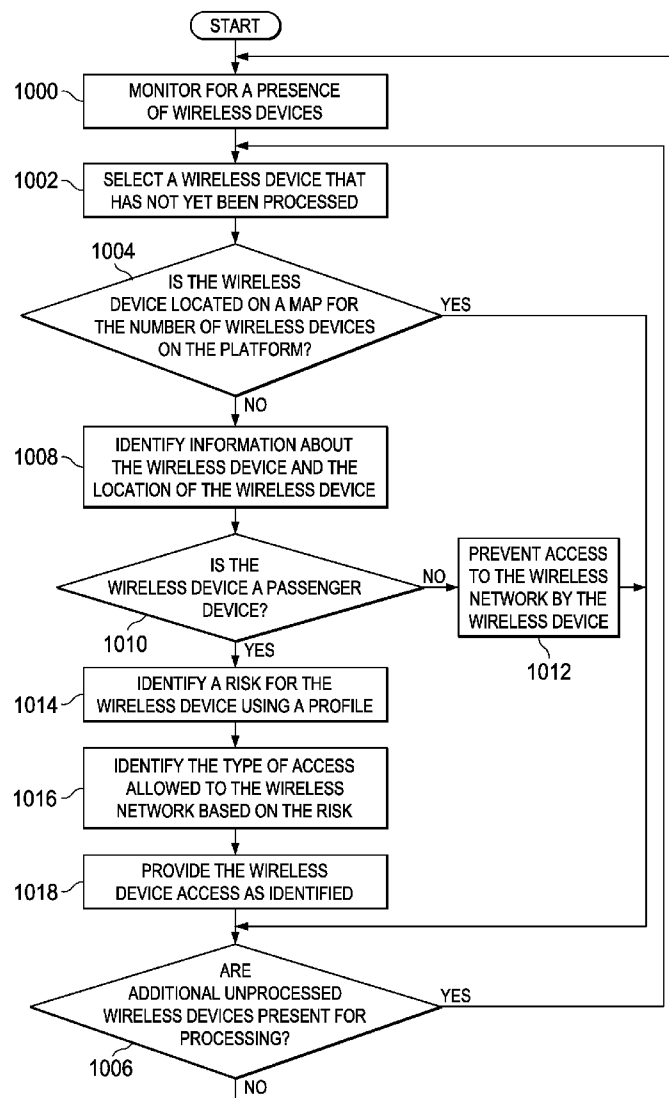 START
1000
MONITOR FOR A PRESENCE
OF WIRELESS DEVICES
1002
SELECT A WIRELESS DEVICE THAT
HAS NOT YET BEEN PROCESSED
1004
IS THE WIRELESS
DEVICE LOCATED ON A MAP FOR
THE NUMBER OF WIRELESS DEVICES
ON THE PLATFORM?
YES
NO
1008
IDENTIFY INFORMATION ABOUT
THE WIRELESS DEVICE AND THE
LOCATION OF THE WIRELESS DEVICE
IS THE
WIRELESS DEVICE A PASSENGER
DEVICE?
1010
NO
YES
PREVENT ACCESS
TO THE WIRELESS
NETWORK BY THE
WIRELESS DEVICE
1012
1014
IDENTIFY A RISK FOR THE
WIRELESS DEVICE USING A PROFILE
1016
IDENTIFY THE TYPE OF ACCESS
ALLOWED TO THE WIRELESS
NETWORK BASED ON THE RISK
1018
PROVIDE THE WIRELESS
DEVICE ACCESS AS IDENTIFIED
ARE
ADDITIONAL UNPROCESSED
WIRELESS DEVICES PRESENT FOR
PROCESSING?
YES
1006
NO